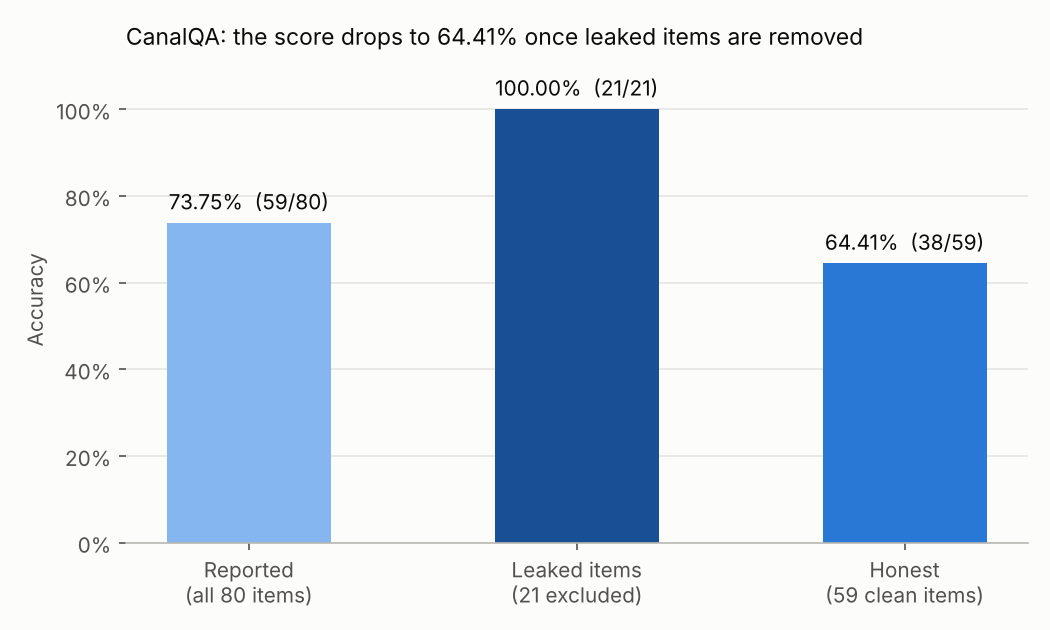 CanalQA: the score drops to 64.41% once leaked items are removed
100.00% (21/21)
100%
80%
73.75% (59/80)
64.41% (38/59)
60%
Accuracy
40%
20%
0%
Reported
(all 80 items)
Leaked items
(21 excluded)
Honest
(59 clean items)